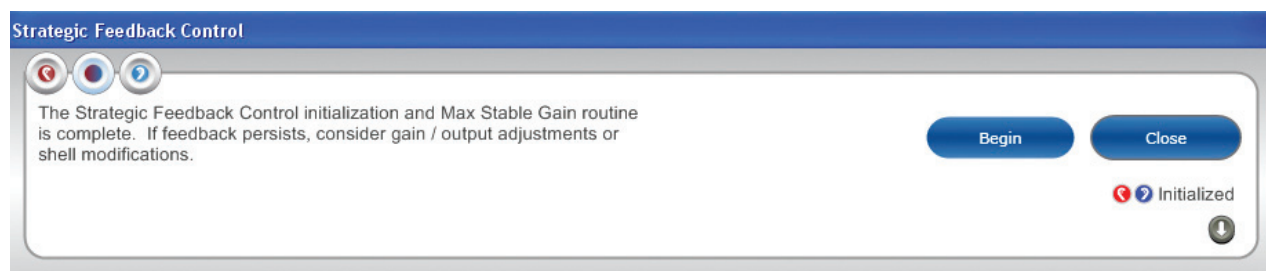 Strategic Feedback Control
The Strategic Feedback Control initialization and Max Stable Gain routine
is complete. If feedback persists, consider gain / output adjustments or
shell modifications.
Begin
Close
Initialized